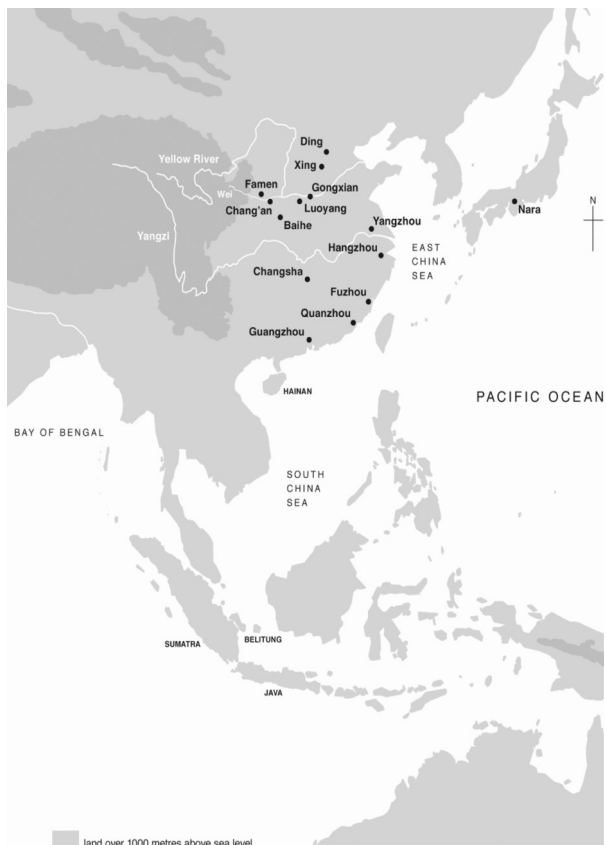 Ding
Yellow River
Xing
Famen
Gongxian
Wei
Chang'an
Luoyang
Nara
N
Baihe
Yangzhou
Yangzi
Hangzhou
EAST
CHINA
SEA
Changsha
Fuzhou
Quanzhou
Guangzhou
HAINAN
PACIFIC OCEAN
BAY OF BENGAL
SOUTH
CHINA
SEA
BELITUNG
SUMATRA
JAVA
land over 1000 metres above sea level